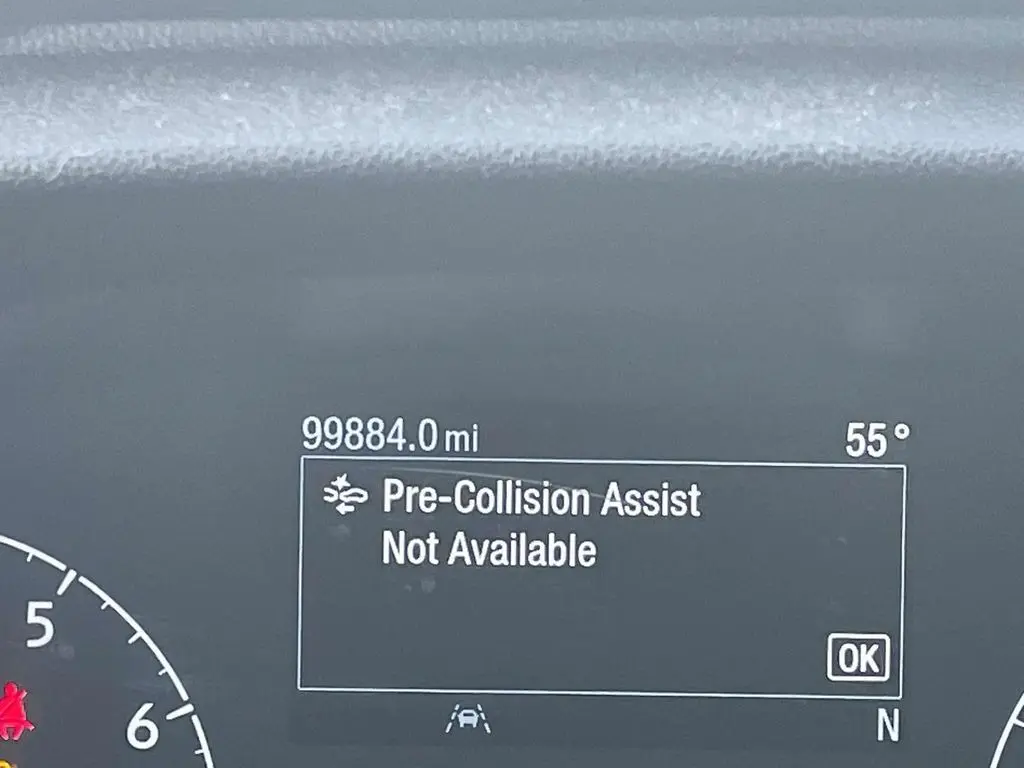 99884.0 mi 55°
Pre-Collision Assist
Not Available
OK
5
6
N